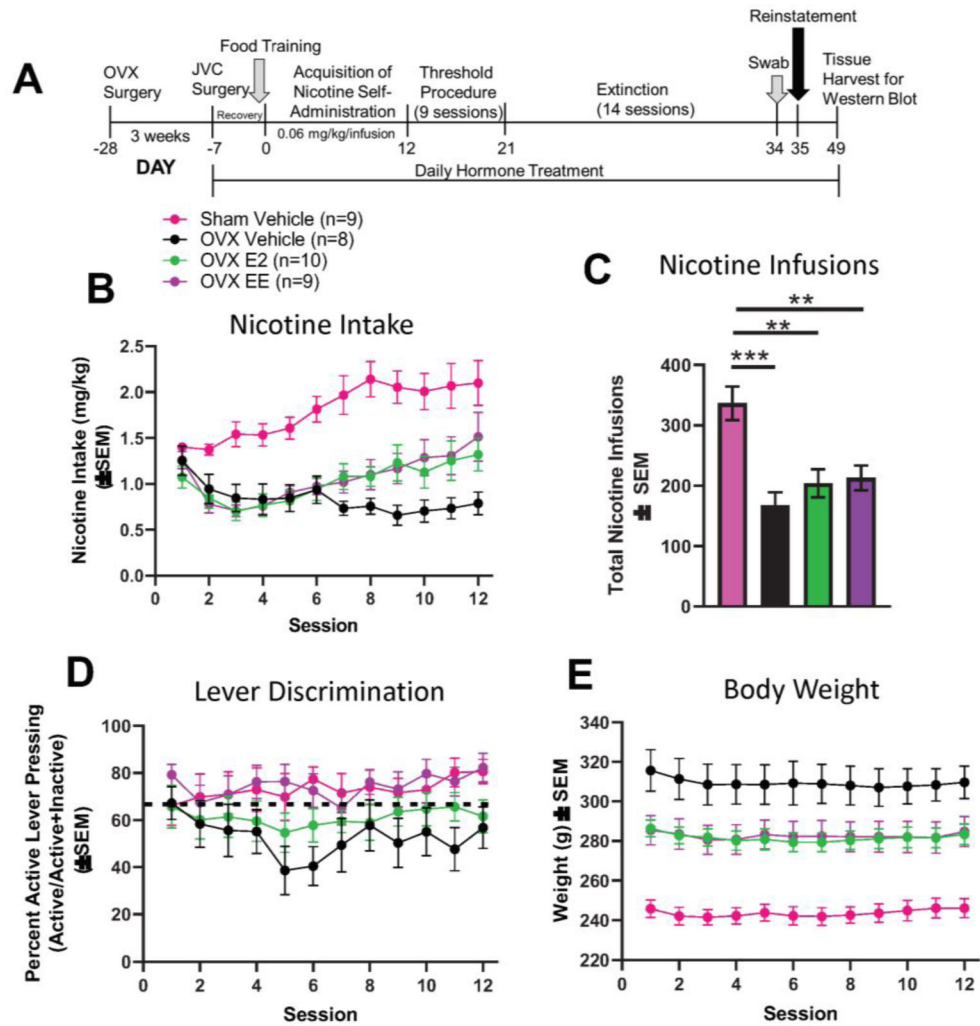 A
OVX
Surgery
JVC
Surgery
Food Training
Recovery
Acquisition of
Nicotine Self-
Administration
0.06 mg/kg/infusion
Threshold
Procedure
(9 sessions)
Extinction
(14 sessions)
Swab
Reinstatement
Tissue
Harvest for
Western Blot
3 weeks
-28
-7
0
12
21
34
35
49
DAY
Daily Hormone Treatment
Sham Vehicle (n=9)
OVX Vehicle (n=8)
OVX E2 (n=10)
OVX EE (n=9)
B
Nicotine Intake
Nicotine Intake (mg/kg)
(±SEM)
2.5
2.0
1.5
1.0
0.5
0.0
0 2 4 6 8 10 12
Session
C
Nicotine Infusions
**
**
***
Total Nicotine Infusions
± SEM
400
300
200
100
0
D
Lever Discrimination
Percent Active Lever Pressing
(Active/Active+Inactive)
(±SEM)
100
80
60
40
20
0
0 2 4 6 8 10 12
Session
E
Body Weight
Weight (g) ± SEM
340
320
300
280
260
240
220
0 2 4 6 8 10 12
Session